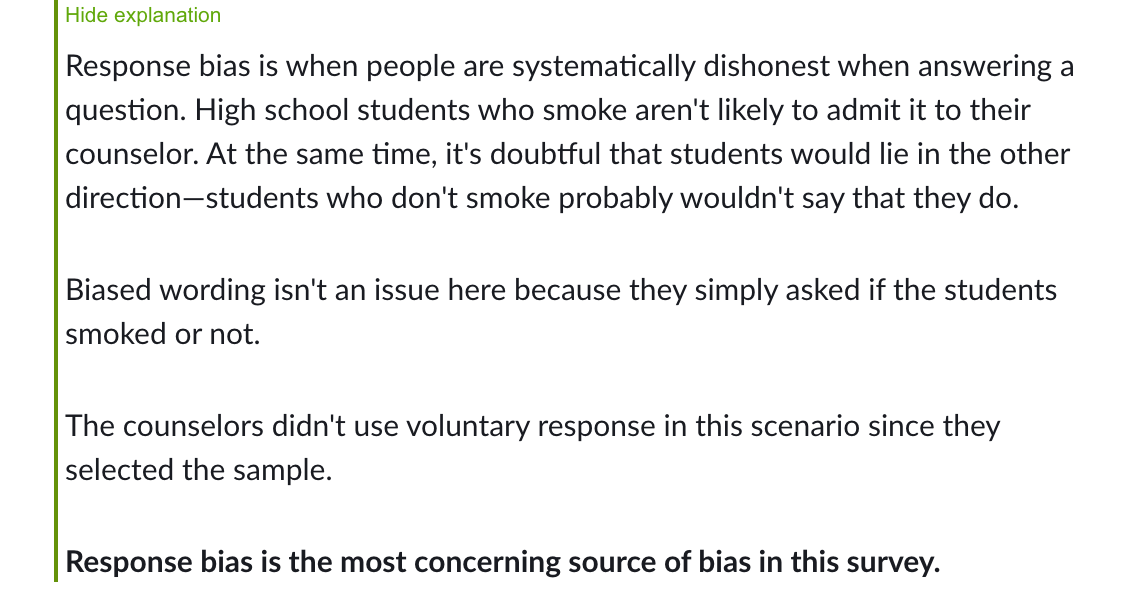 Hide explanation
Response bias is when people are systematically dishonest when answering a
question. High school students who smoke aren't likely to admit it to their
counselor. At the same time, it's doubtful that students would lie in the other
direction—students who don't smoke probably wouldn't say that they do.
Biased wording isn't an issue here because they simply asked if the students
smoked or not.
The counselors didn't use voluntary response in this scenario since they
selected the sample.
Response bias is the most concerning source of bias in this survey.